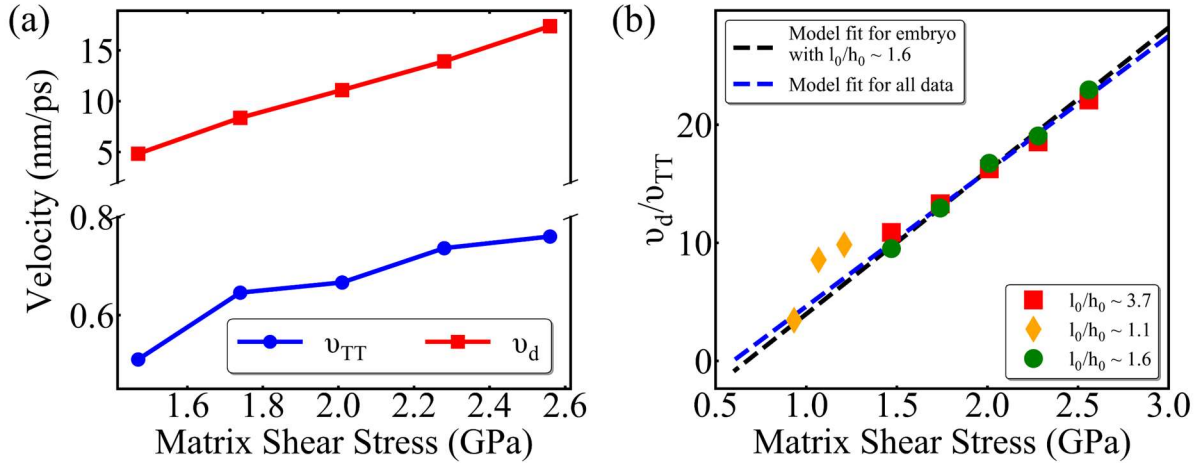 (a)
Velocity (nm/ps)
15
10
5
0.8
0.6
υTT
υd
1.6 1.8 2.0 2.2 2.4 2.6
Matrix Shear Stress (GPa)
(b)
υd/υTT
20
10
0
Model fit for embryo
with l0/h0 ~ 1.6
Model fit for all data
l0/h0 ~ 3.7
l0/h0 ~ 1.1
l0/h0 ~ 1.6
0.5 1.0 1.5 2.0 2.5 3.0
Matrix Shear Stress (GPa)